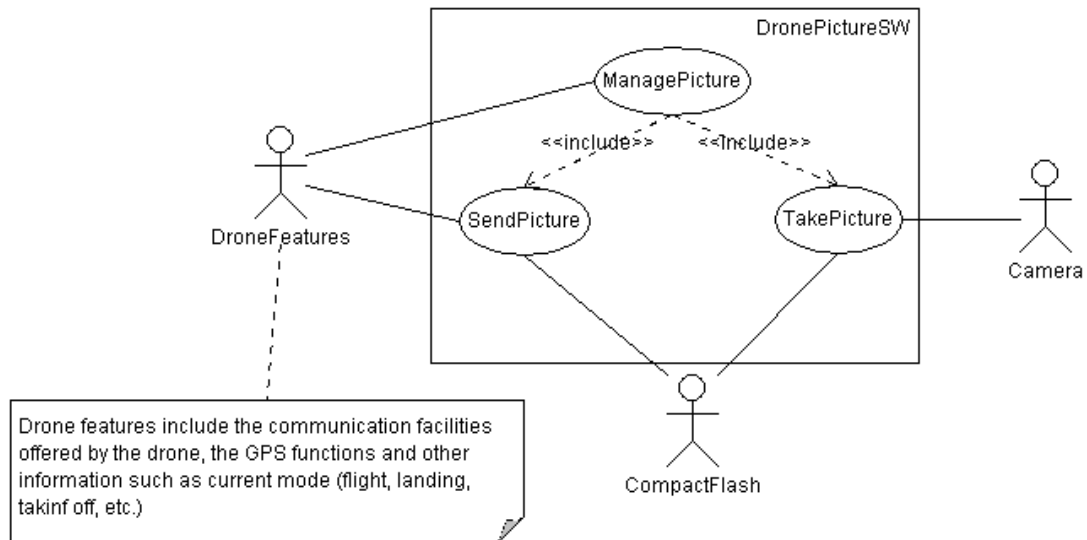 DronePictureSW
ManagePicture
<<include>>
<<include>>
SendPicture
TakePicture
DroneFeatures
Camera
CompactFlash
Drone features include the communication facilities
offered by the drone, the GPS functions and other
information such as current mode (flight, landing,
takinf off, etc.)